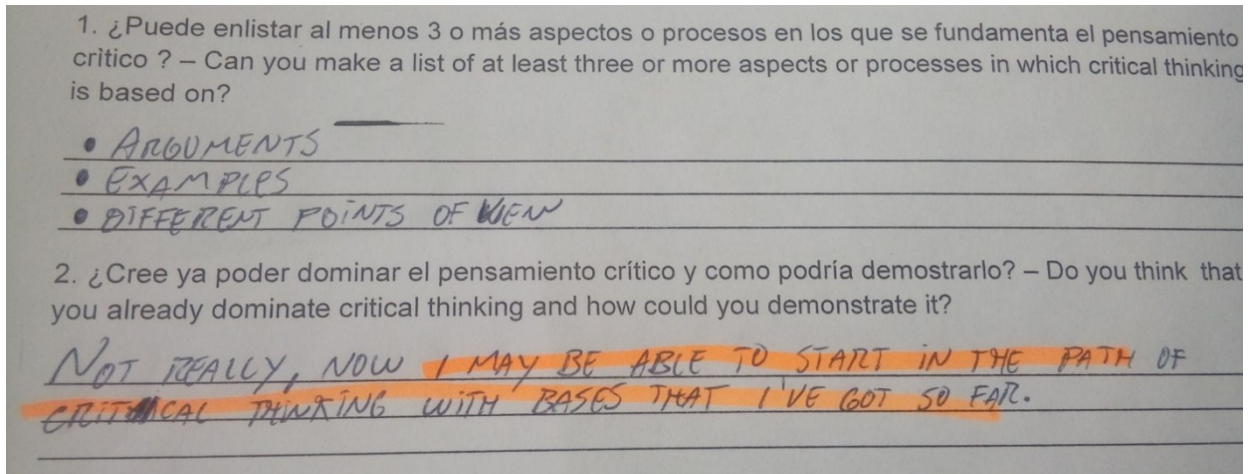 1. ¿Puede enlistar al menos 3 o más aspectos o procesos en los que se fundamenta el pensamiento
crìtico ? – Can you make a list of at least three or more aspects or processes in which critical thinking
is based on?
• ARGUMENTS
• EXAMPLES
• DIFFERENT POINTS OF VIEW
2. ¿Cree ya poder dominar el pensamiento crítico y como podría demostrarlo? – Do you think that
you already dominate critical thinking and how could you demonstrate it?
NOT REALLY, NOW I MAY BE ABLE TO START IN THE PATH OF
CRITICAL THINKING WITH BASES THAT I'VE GOT SO FAR.